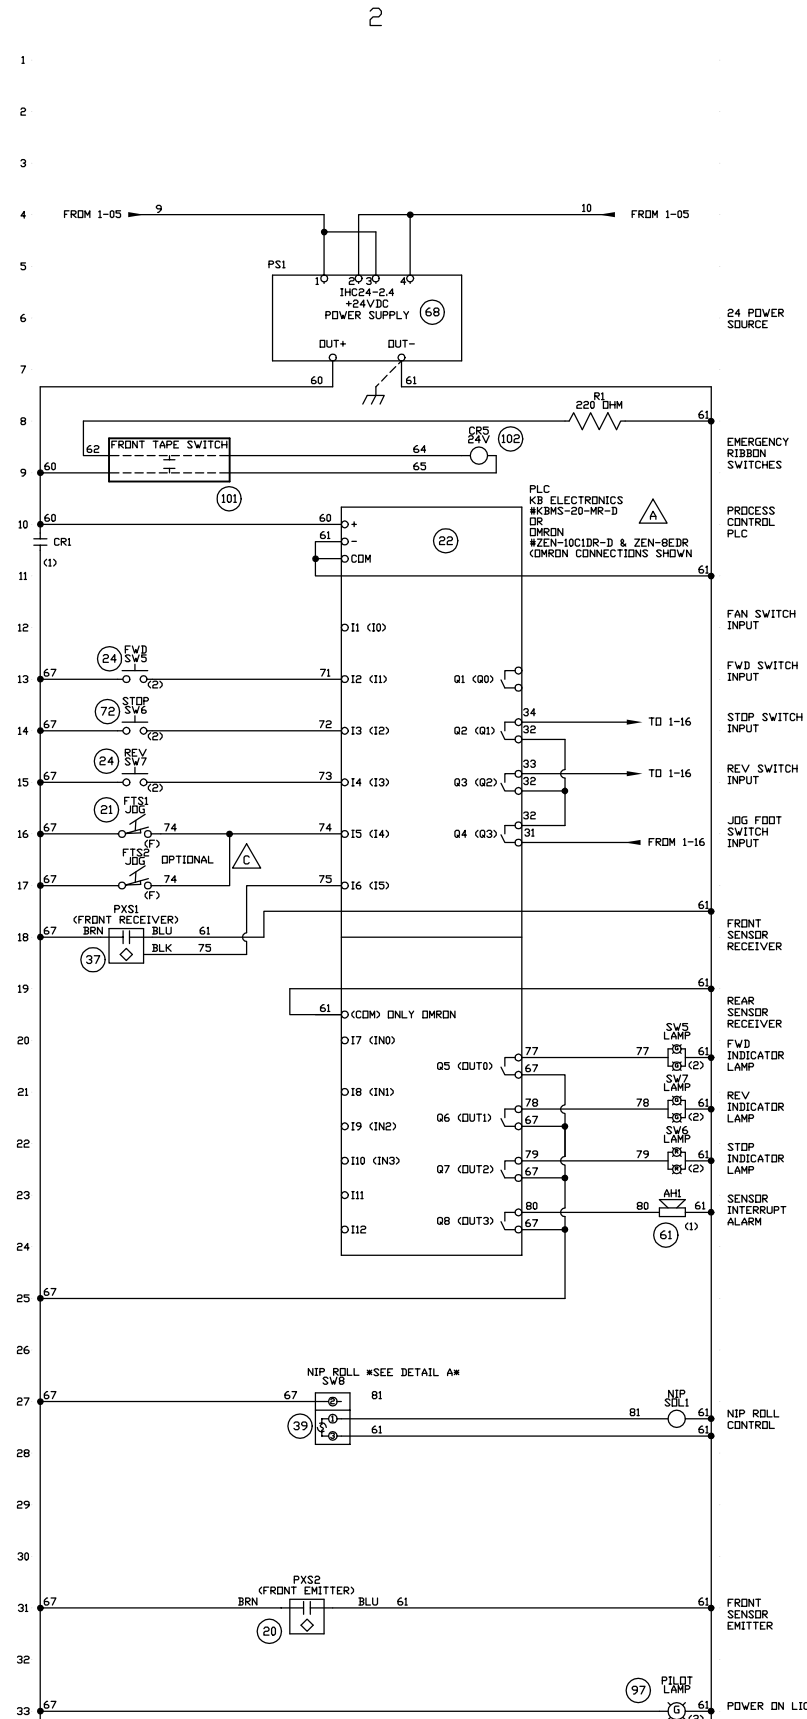 2
1
2
3
4 FROM 1-05 9 10 FROM 1-05
5 PS1
1 2 3 4
IHC24-2.4
+24VDC
POWER SUPPLY 68
6 24 POWER
SOURCE
OUT+ OUT-
7
60 61
R1
220 OHM
8 61
CR5
24V 102
62 FRONT TAPE SWITCH 64
EMERGENCY
RIBBON
SWITCHES
9 60 65
101
PLC
KB ELECTRONICS
#KBMS-20-MR-D
OR
OMRON
#ZEN-10C1DR-D & ZEN-8EDR
(OMRON CONNECTIONS SHOWN
A
10 60 60 + 22
PROCESS
CONTROL
PLC
61 -
CR1
(1)
COM
11 61
12 I1 (I0)
FAN SWITCH
INPUT
24 FWD
SW5
13 67 (2) 71 I2 (I1) Q1 (Q0)
FWD SWITCH
INPUT
72 STOP
SW6
34 TO 1-16
14 67 (2) 72 I3 (I2) Q2 (Q1) 32
STOP SWITCH
INPUT
24 REV
SW7
33 TO 1-16
15 67 (2) 73 I4 (I3) Q3 (Q2) 32
REV SWITCH
INPUT
21 FTS1
JOG
32
16 67 74 (F) 74 I5 (I4) Q4 (Q3) 31 FROM 1-16
JOG FOOT
SWITCH
INPUT
FTS2
JOG OPTIONAL C
17 67 74 (F) 75 I6 (I5)
PXS1
(FRONT RECEIVER)
61
18 67 BRN BLU 61
BLK 75
37
FRONT
SENSOR
RECEIVER
19 61
61 (COM) ONLY OMRON
REAR
SENSOR
RECEIVER
20 I7 (IN0)
SW5
LAMP
Q5 (OUT0) 77 77 61
67 (2)
FWD
INDICATOR
LAMP
21 I8 (IN1)
SW7
LAMP
Q6 (OUT1) 78 78 61
67 (2)
REV
INDICATOR
LAMP
I9 (IN2)
22
SW6
LAMP
I10 (IN3) Q7 (OUT2) 79 79 61
67 (2)
STOP
INDICATOR
LAMP
23 I11
AH1
Q8 (OUT3) 80 80 61
67 61 (1)
SENSOR
INTERRUPT
ALARM
I12
24
25 67
26
NIP ROLL *SEE DETAIL A*
SW8
27 67 67 2 81
NIP
SOL1
39 1 81 61
3 61 61
NIP ROLL
CONTROL
28
29
30
PXS2
(FRONT EMITTER)
31 67 BRN BLU 61 61
20
FRONT
SENSOR
EMITTER
32
97 PILOT
LAMP
33 67 G 61 POWER ON LIG